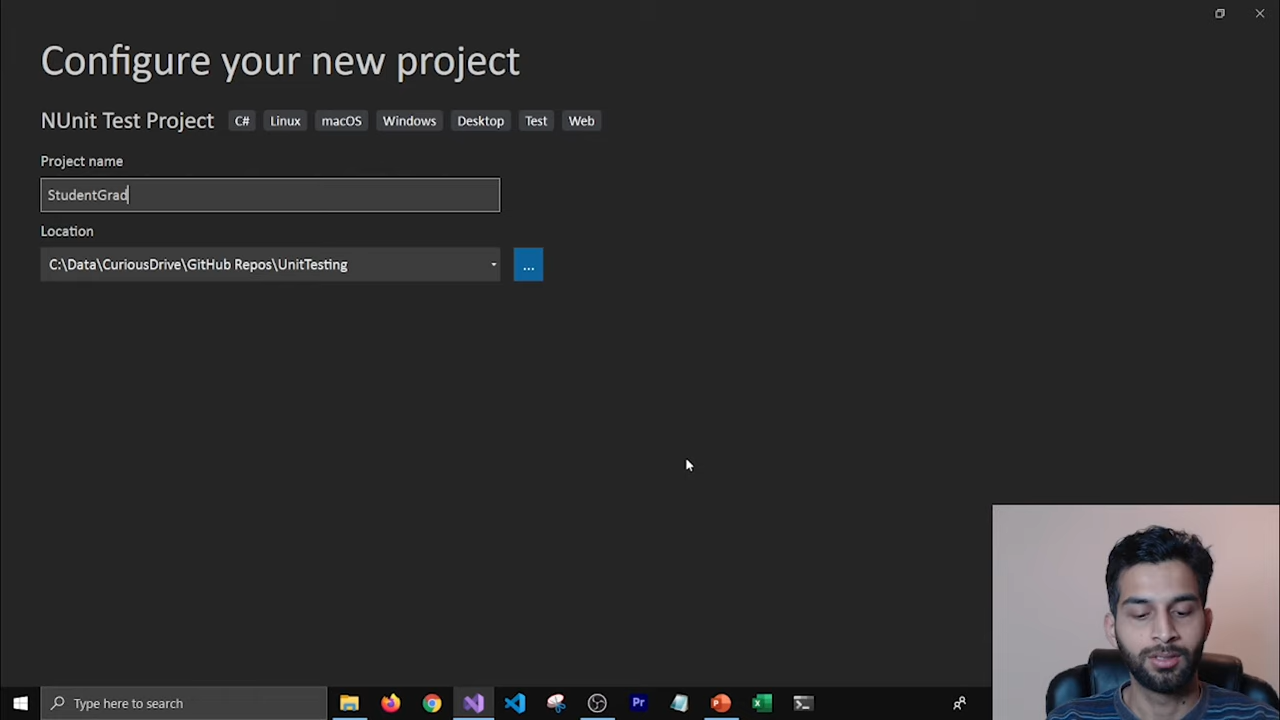 Configure your new project
NUnit Test Project C# Linux macOS Windows Desktop Test Web
Project name
StudentGrad
Location
C:\Data\CuriousDrive\GitHub Repos\UnitTesting
...
Type here to search
Pr